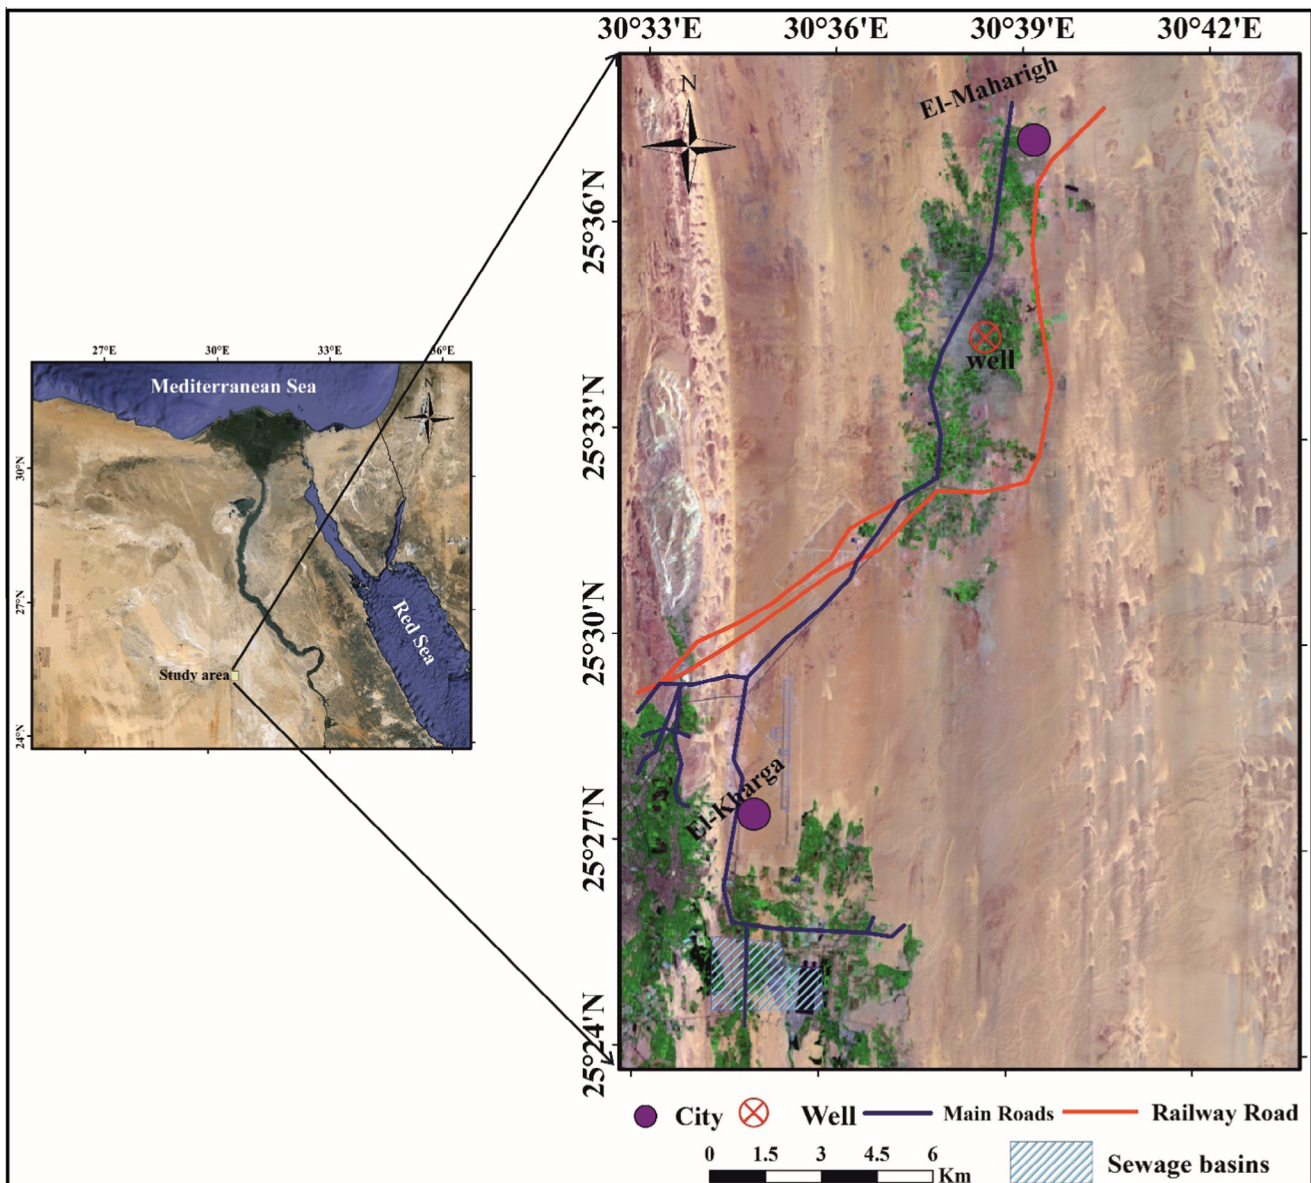 30°33'E 30°36'E 30°39'E 30°42'E
N
El-Maharigh
25°36'N
well
27°E 30°E 33°E 36°E
Mediterranean Sea
N
30°N
25°33'N
27°N
Red Sea
25°30'N
Study area
24°N
El-Kharga
25°27'N
25°24'N
City Well Main Roads Railway Road
0 1.5 3 4.5 6
Km
Sewage basins